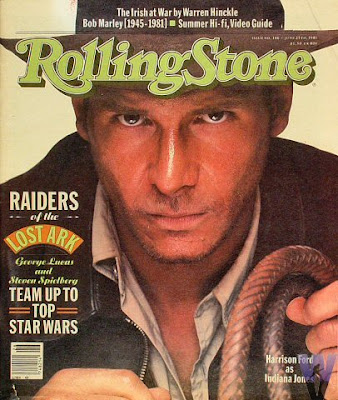 The Irish at War by Warren Hinckle
Bob Marley [1945-1981] ▪ Summer Hi-fi, Video Guide
RollingStone
RAIDERS
of the
LOST ARK
George Lucas
and
Steven Spielberg
TEAM UP TO
TOP
STAR WARS
Harrison Ford
as
Indiana Jones